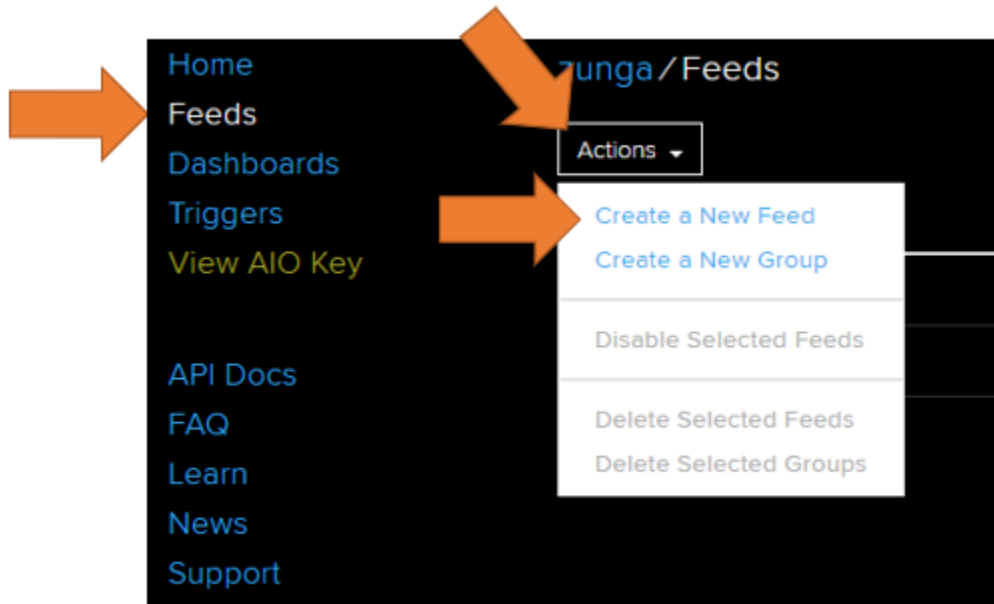 Home
Feeds
Dashboards
Triggers
View AIO Key
API Docs
FAQ
Learn
News
Support
zunga/Feeds
Actions
Create a New Feed
Create a New Group
Disable Selected Feeds
Delete Selected Feeds
Delete Selected Groups